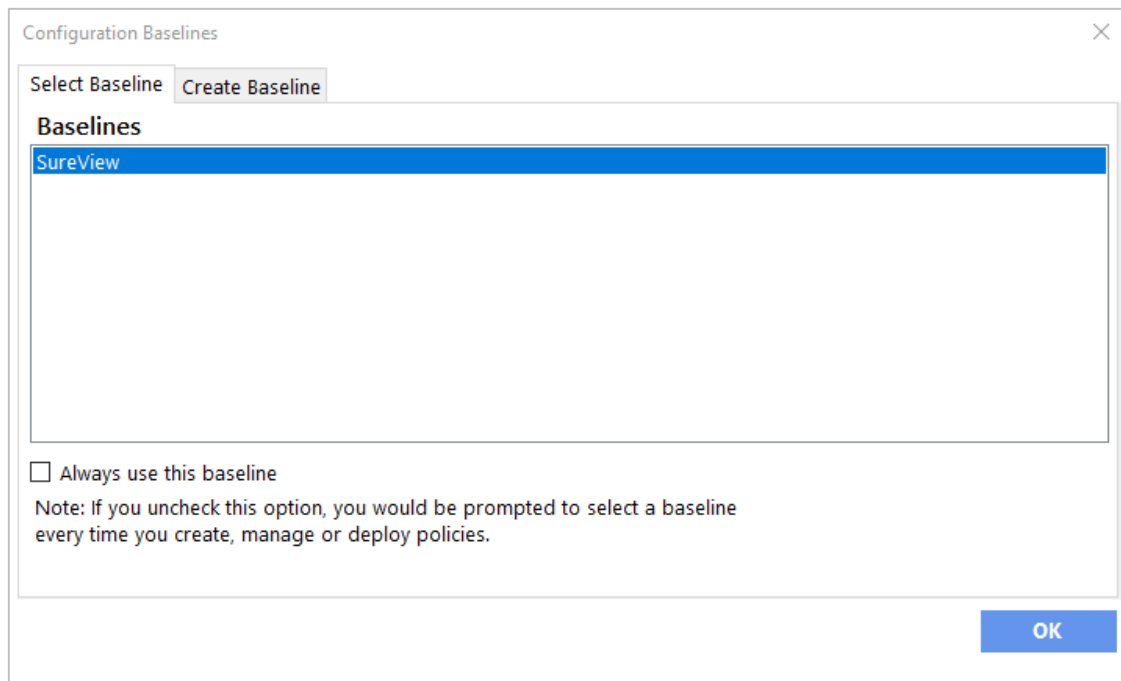 Configuration Baselines
Select Baseline Create Baseline
Baselines
SureView
Always use this baseline
Note: If you uncheck this option, you would be prompted to select a baseline
every time you create, manage or deploy policies.
OK